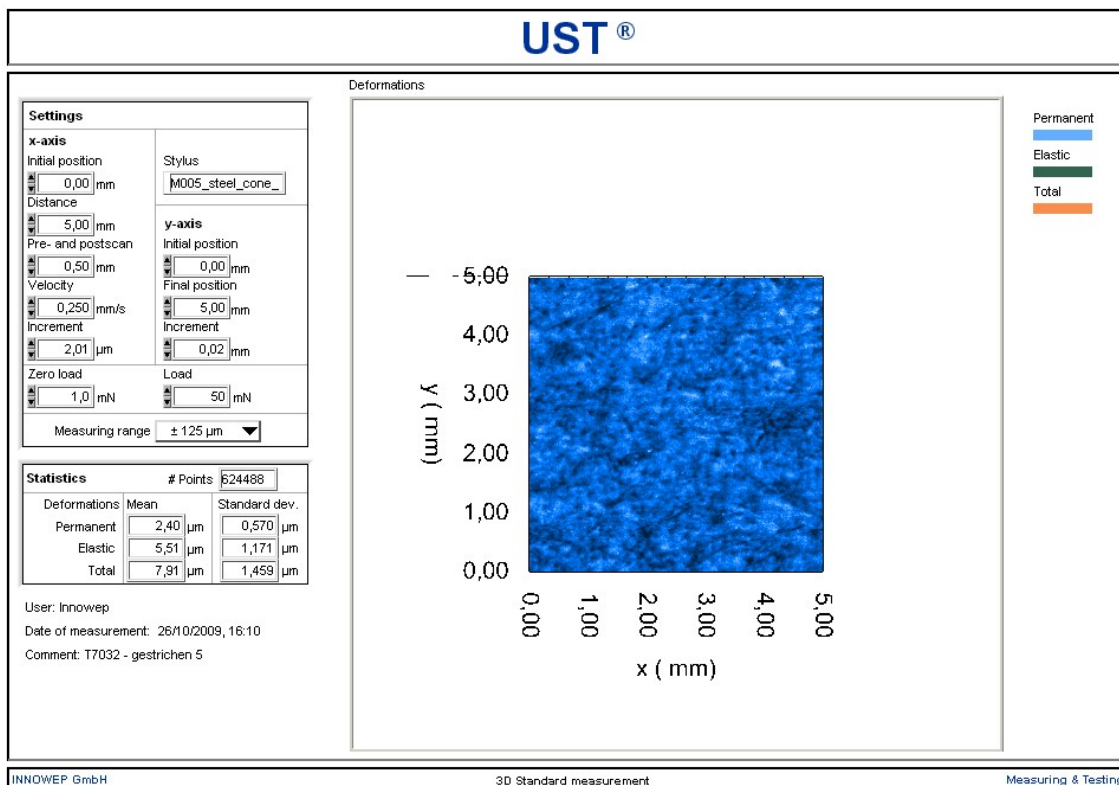 UST ®
Deformations
Settings
x-axis
Initial position
0,00 mm
Distance
5,00 mm
Pre- and postscan
0,50 mm
Velocity
0,250 mm/s
Increment
2,01 µm
Stylus
M005_steel_cone_
y-axis
Initial position
0,00 mm
Final position
5,00 mm
Increment
0,02 mm
Zero load
1,0 mN
Load
50 mN
Measuring range ± 125 µm
Statistics # Points 624488
Deformations Mean Standard dev.
Permanent 2,40 µm 0,570 µm
Elastic 5,51 µm 1,171 µm
Total 7,91 µm 1,459 µm
User: Innowep
Date of measurement: 26/10/2009, 16:10
Comment: T7032 - gestrichen 5
5,00
4,00
3,00
2,00
1,00
0,00
y ( mm)
0,00 1,00 2,00 3,00 4,00 5,00
x ( mm)
Permanent
Elastic
Total
INNOWEP GmbH 3D Standard measurement Measuring & Testing